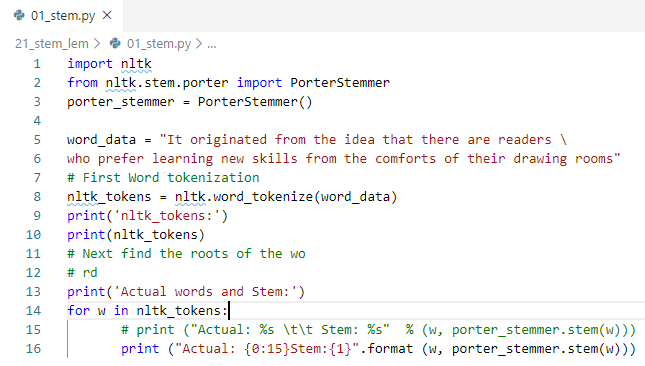 01_stem.py ×
21_stem_lem > 01_stem.py > ...
1 import nltk
2 from nltk.stem.porter import PorterStemmer
3 porter_stemmer = PorterStemmer()
4
5 word_data = "It originated from the idea that there are readers \
6 who prefer learning new skills from the comforts of their drawing rooms"
7 # First Word tokenization
8 nltk_tokens = nltk.word_tokenize(word_data)
9 print('nltk_tokens:')
10 print(nltk_tokens)
11 # Next find the roots of the wo
12 # rd
13 print('Actual words and Stem:')
14 for w in nltk_tokens:
15 # print ("Actual: %s \t\t Stem: %s" % (w, porter_stemmer.stem(w)))
16 print ("Actual: {0:15}Stem:{1}".format (w, porter_stemmer.stem(w)))